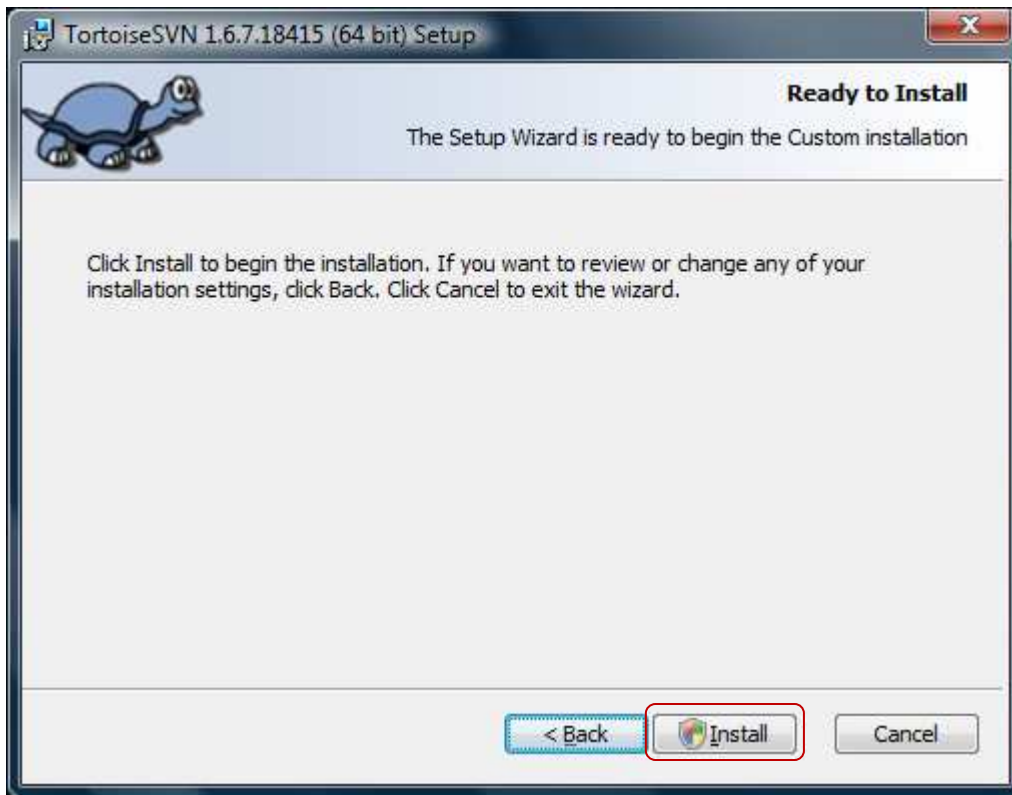 TortoiseSVN 1.6.7.18415 (64 bit) Setup
Ready to Install
The Setup Wizard is ready to begin the Custom installation
Click Install to begin the installation. If you want to review or change any of your
installation settings, click Back. Click Cancel to exit the wizard.
< Back
Install
Cancel